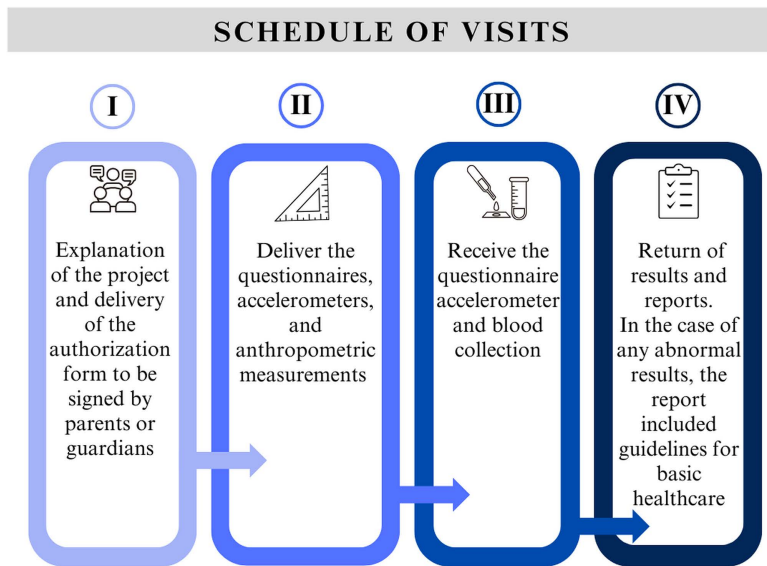 SCHEDULE OF VISITS
I
Explanation
of the project
and delivery
of the
authorization
form to be
signed by
parents or
guardians
II
Deliver the
questionnaires,
accelerometers,
and
anthropometric
measurements
III
Receive the
questionnaire
accelerometer
and blood
collection
IV
Return of
results and
reports.
In the case of
any abnormal
results, the
report
included
guidelines for
basic
healthcare